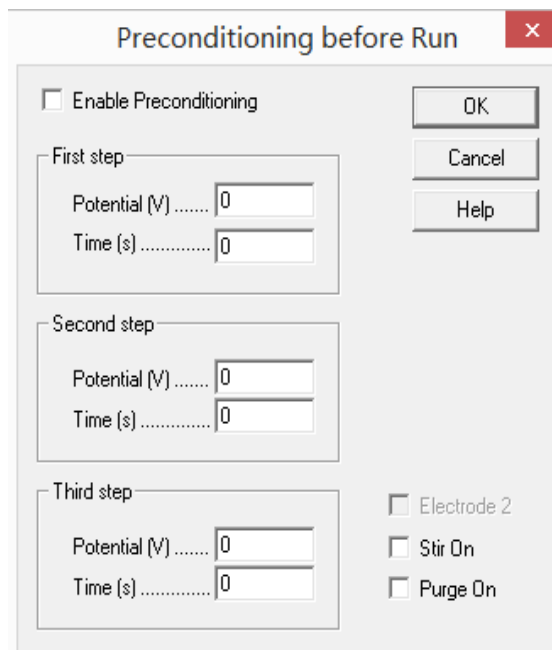 Preconditioning before Run
Enable Preconditioning
OK
Cancel
Help
First step
Potential (V) ....... 0
Time (s) .............. 0
Second step
Potential (V) ....... 0
Time (s) .............. 0
Third step
Potential (V) ....... 0
Time (s) .............. 0
Electrode 2
Stir On
Purge On